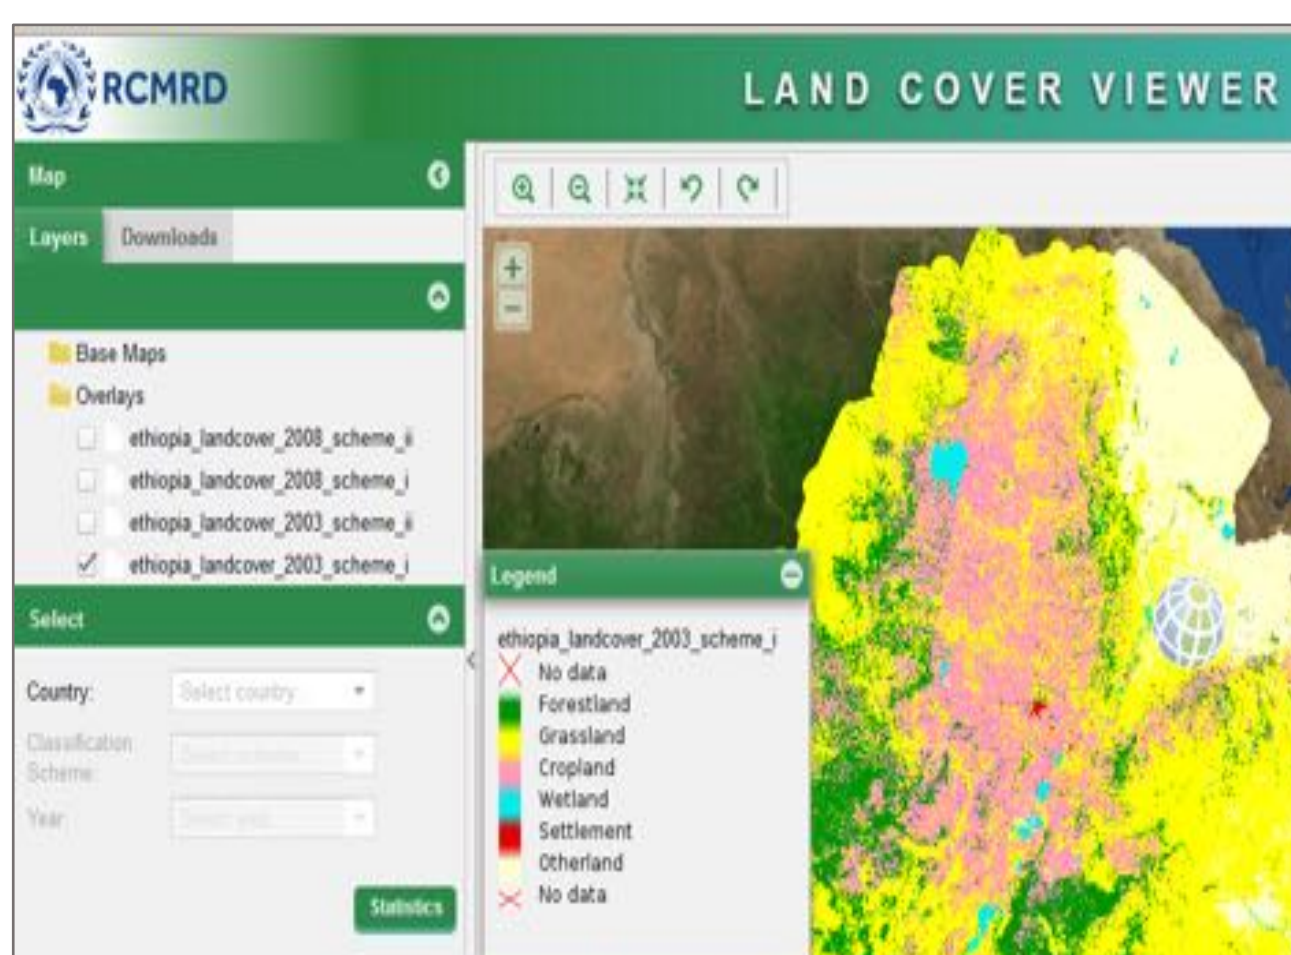 RCMRD
LAND COVER VIEWER
Map
Layers Downloads
Base Maps
Overlays
ethiopia_landcover_2008_scheme_ii
ethiopia_landcover_2008_scheme_i
ethiopia_landcover_2003_scheme_ii
ethiopia_landcover_2003_scheme_i
Select
Country: Select country
Classification
Scheme:
Year:
Statistics
Legend
ethiopia_landcover_2003_scheme_i
No data
Forestland
Grassland
Cropland
Wetland
Settlement
Otherland
No data